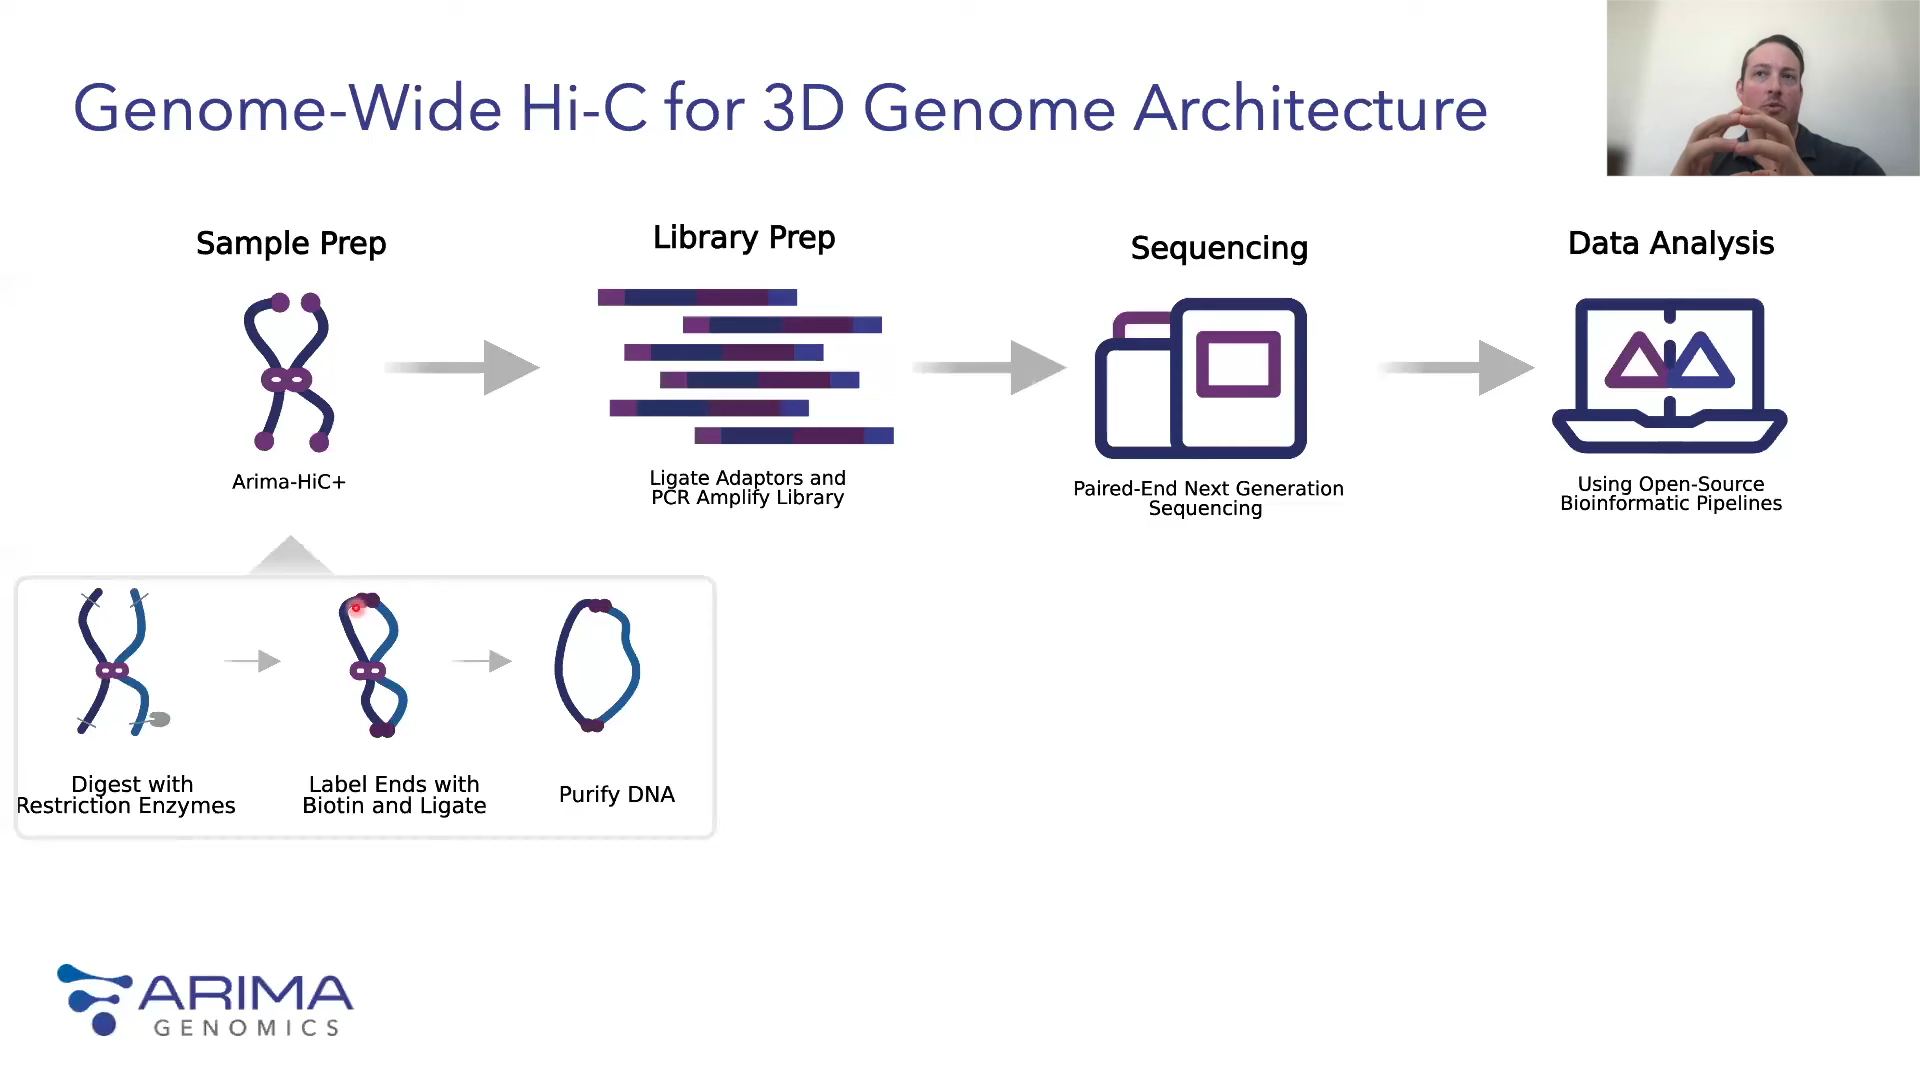 Genome-Wide Hi-C for 3D Genome Architecture
Sample Prep
Library Prep
Sequencing
Data Analysis
Arima-HiC+
Ligate Adaptors and
PCR Amplify Library
Paired-End Next Generation
Sequencing
Using Open-Source
Bioinformatic Pipelines
Digest with
Restriction Enzymes
Label Ends with
Biotin and Ligate
Purify DNA
ARIMA
GENOMICS